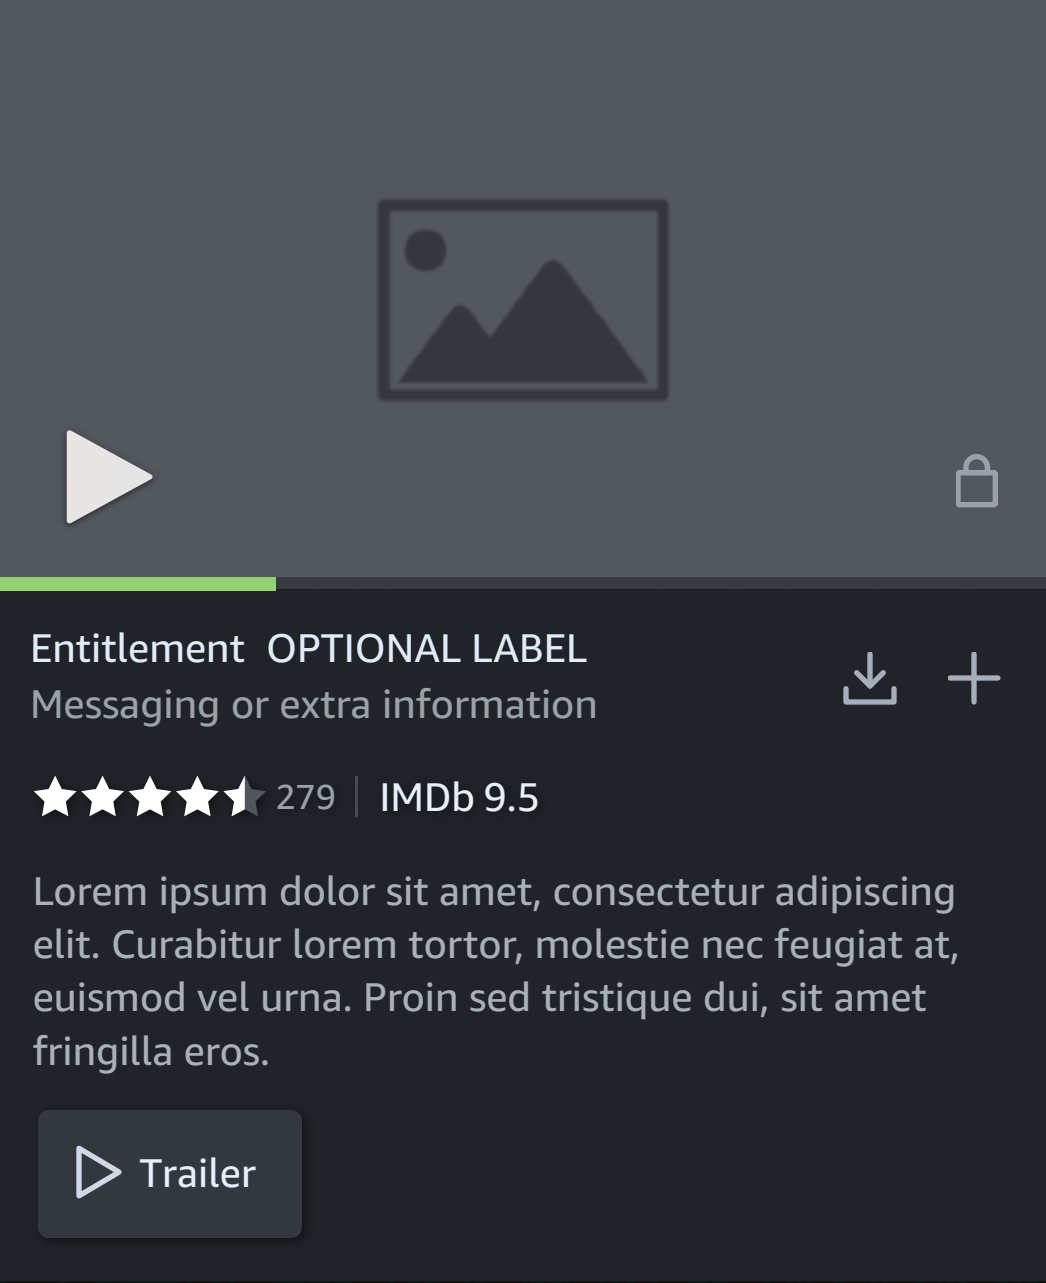 Entitlement OPTIONAL LABEL
Messaging or extra information
279 IMDb 9.5
Lorem ipsum dolor sit amet, consectetur adipiscing
elit. Curabitur lorem tortor, molestie nec feugiat at,
euismod vel urna. Proin sed tristique dui, sit amet
fringilla eros.
Trailer